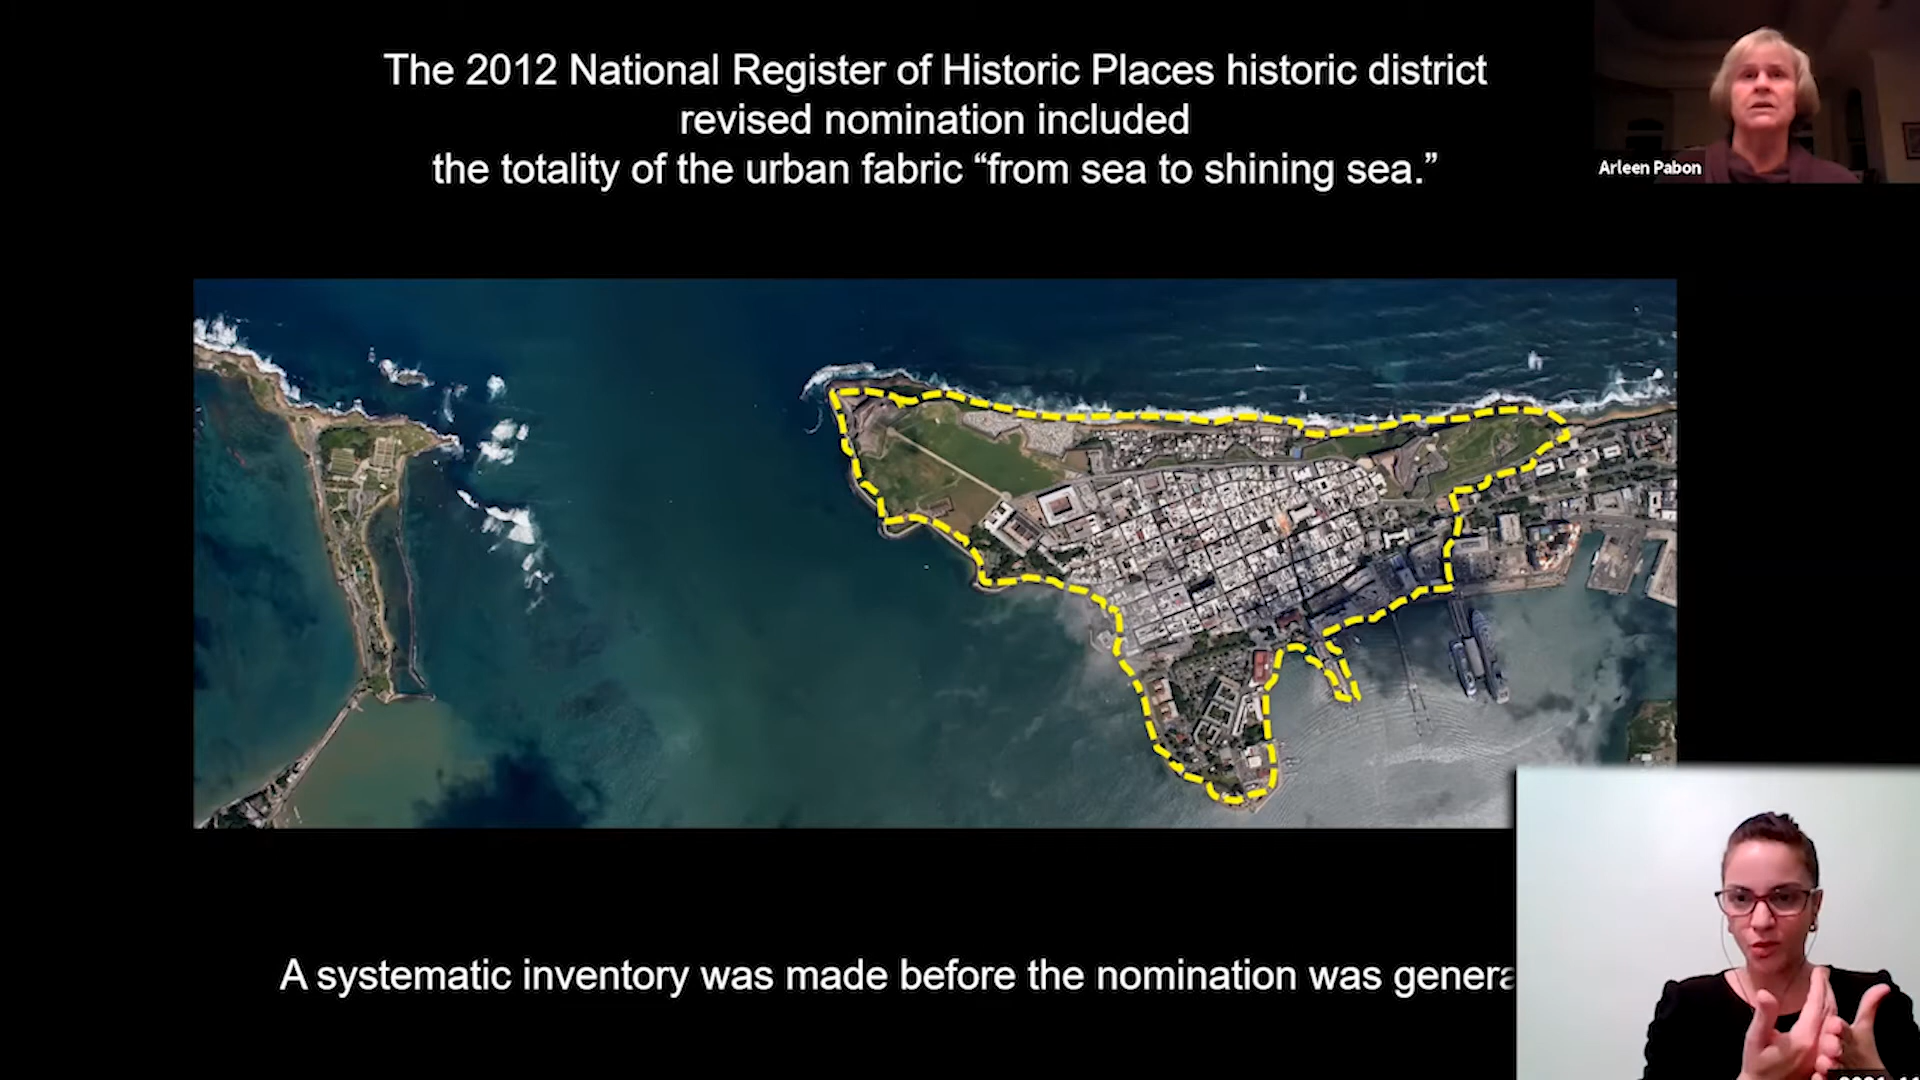 The 2012 National Register of Historic Places historic district
revised nomination included
the totality of the urban fabric “from sea to shining sea.”
Arleen Pabon
A systematic inventory was made before the nomination was genera